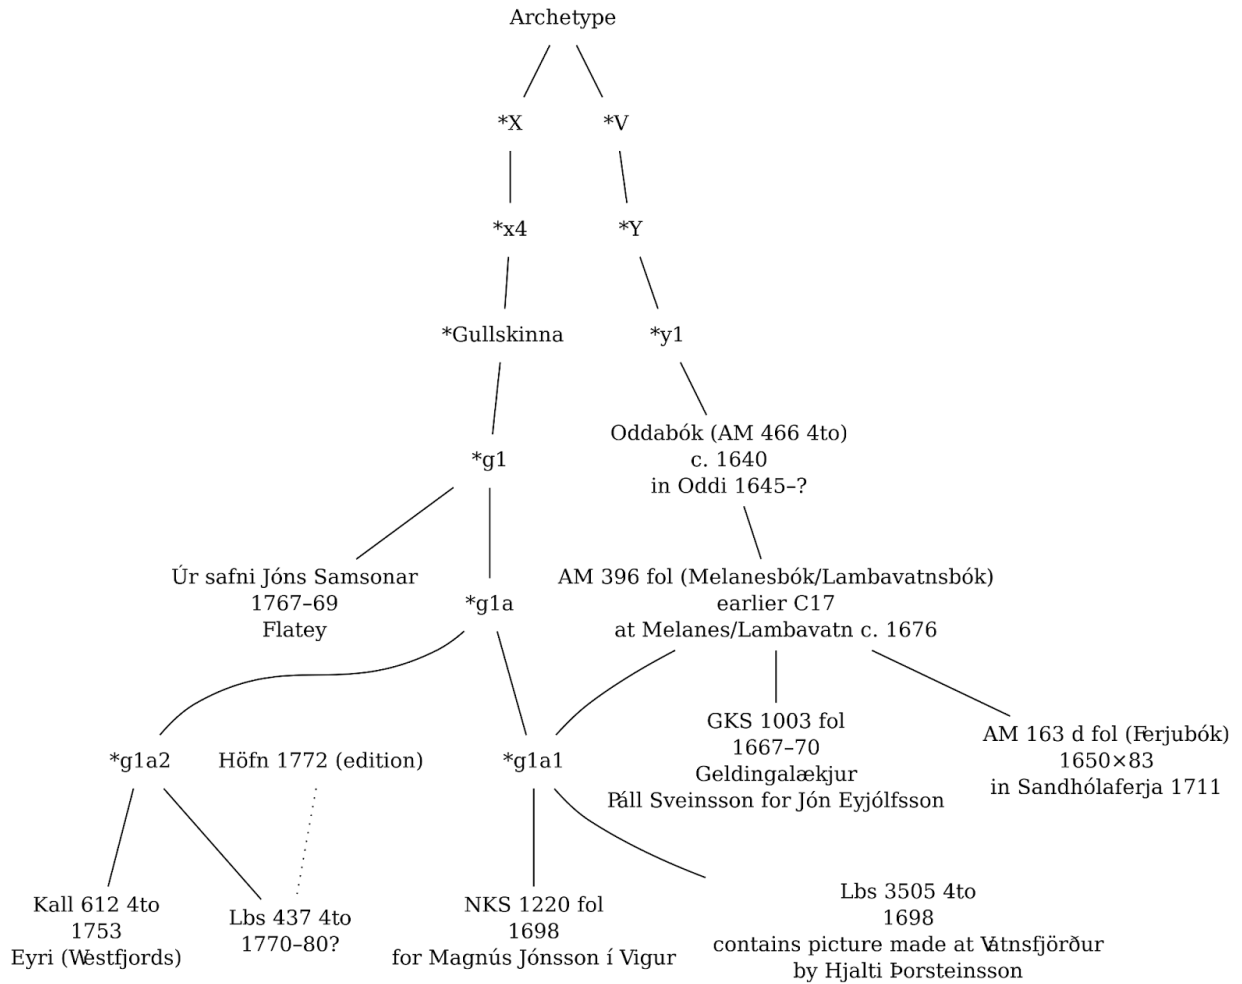 Archetype
*X
*V
*x4
*Y
*Gullskinna
*y1
*g1
Oddabók (AM 466 4to)
c. 1640
in Oddi 1645–?
Úr safni Jóns Samsonar
1767–69
Flatey
*g1a
AM 396 fol (Melanesbók/Lambavatnsbók)
earlier C17
at Melanes/Lambavatn c. 1676
*g1a2
Höfn 1772 (edition)
*g1a1
GKS 1003 fol
1667–70
Geldingalækjur
Páll Sveinsson for Jón Eyjólfsson
AM 163 d fol (Ferjubók)
1650×83
in Sandhólaferja 1711
Kall 612 4to
1753
Eyri (Westfjords)
Lbs 437 4to
1770–80?
NKS 1220 fol
1698
for Magnús Jónsson í Vigur
Lbs 3505 4to
1698
contains picture made at Vatnsfjörður
by Hjalti Þorsteinsson